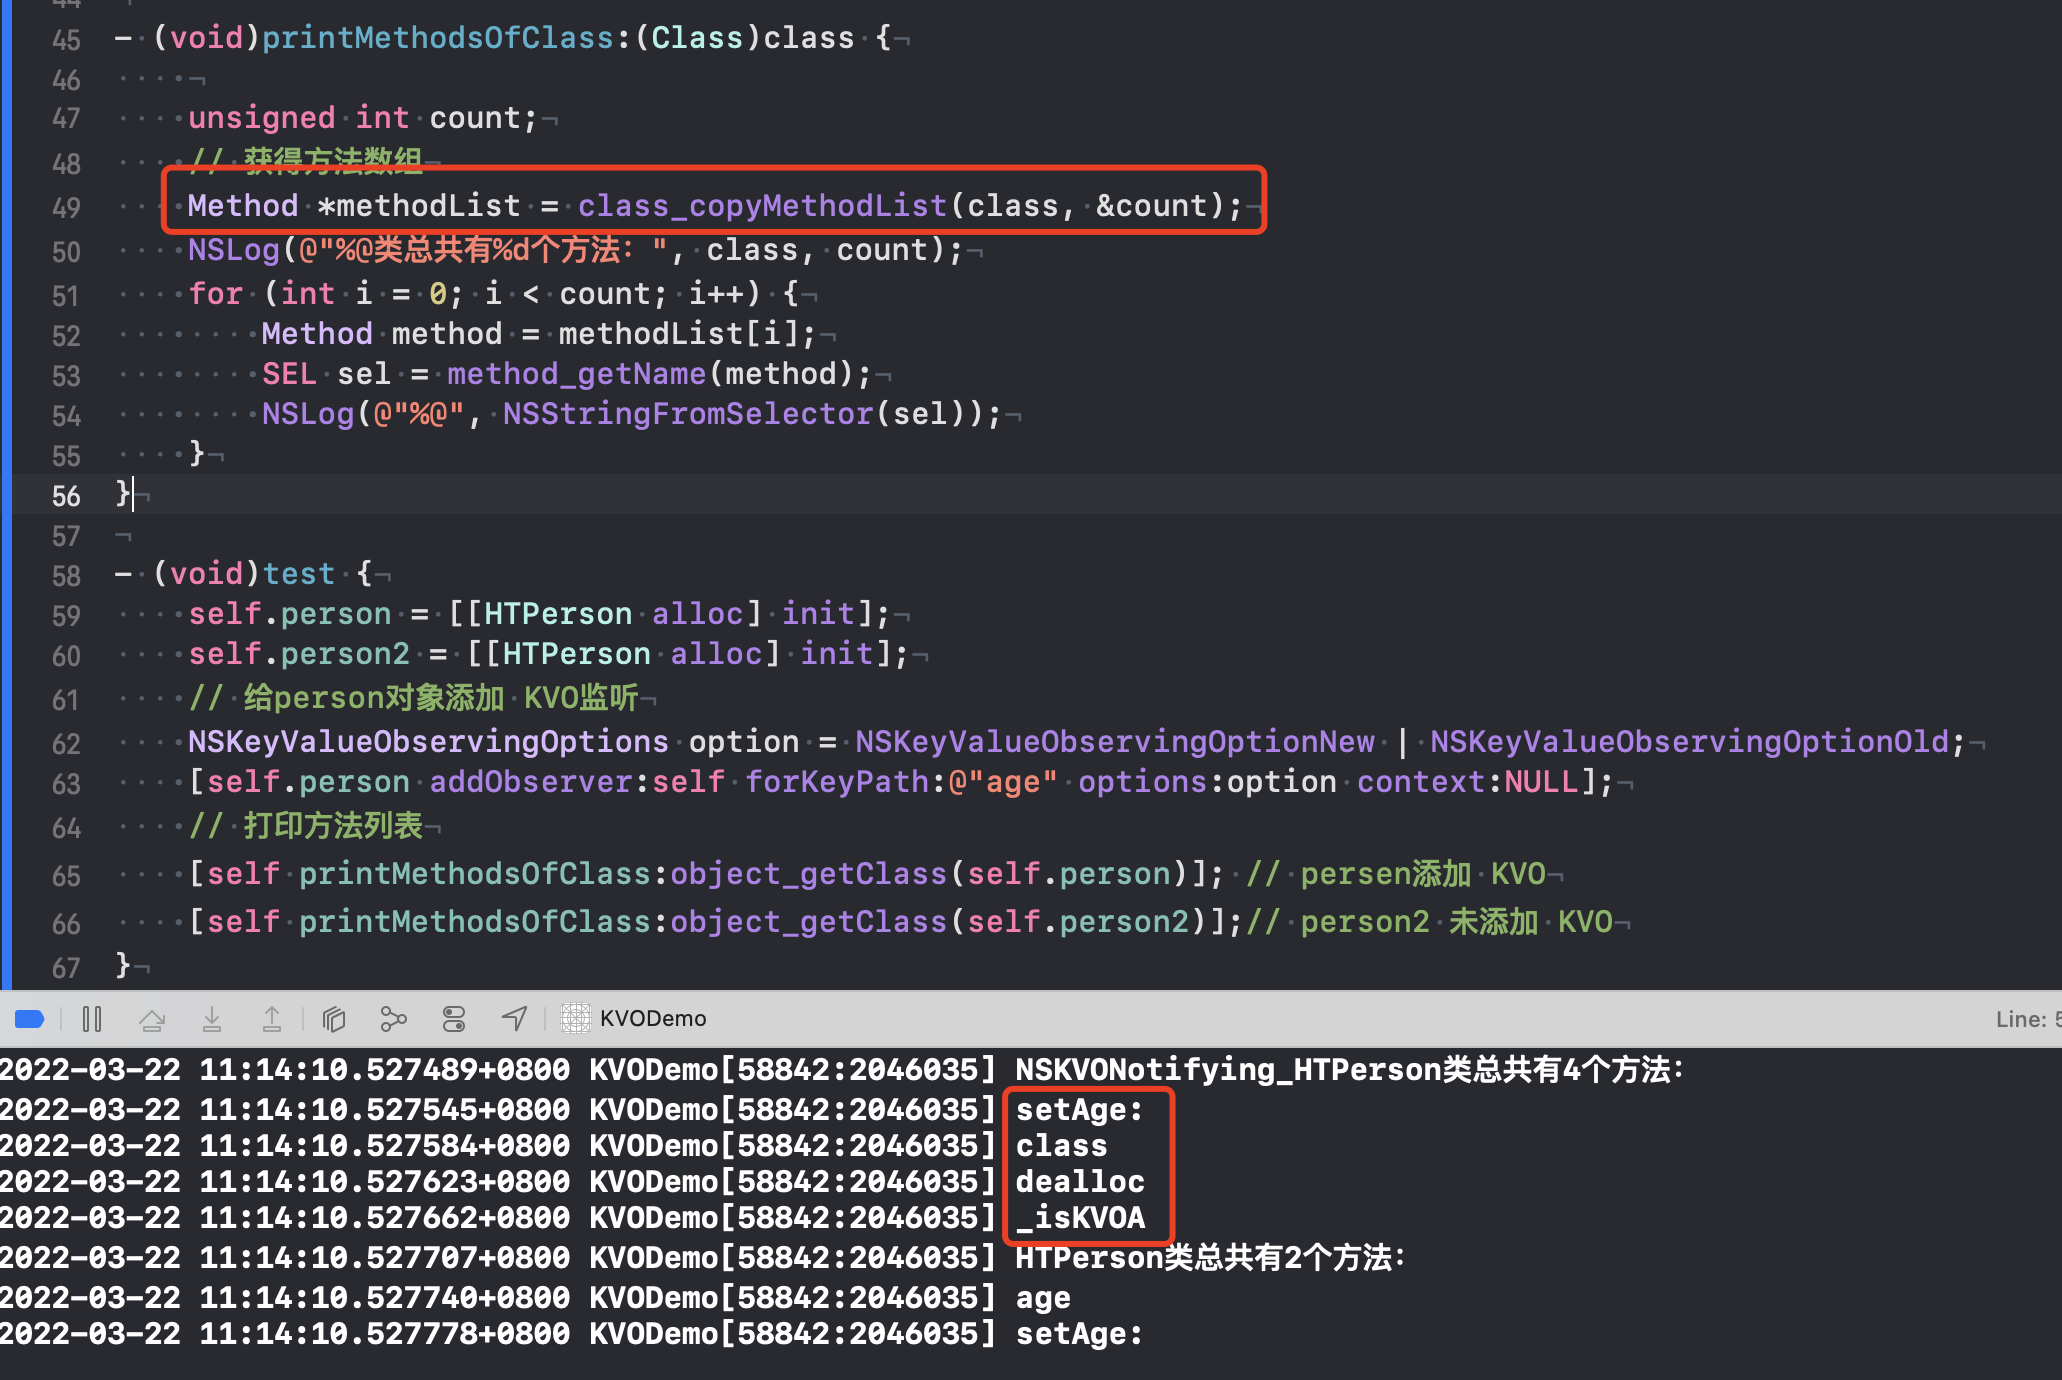 44
45 - (void)printMethodsOfClass:(Class)class {
46
47 unsigned int count;
48 // 获得方法数组
49 Method *methodList = class_copyMethodList(class, &count);
50 NSLog(@"%@类总共有%d个方法：", class, count);
51 for (int i = 0; i < count; i++) {
52 Method method = methodList[i];
53 SEL sel = method_getName(method);
54 NSLog(@"%@", NSStringFromSelector(sel));
55 }
56 }
57
58 - (void)test {
59 self.person = [[HTPerson alloc] init];
60 self.person2 = [[HTPerson alloc] init];
61 // 给person对象添加 KVO监听
62 NSKeyValueObservingOptions option = NSKeyValueObservingOptionNew | NSKeyValueObservingOptionOld;
63 [self.person addObserver:self forKeyPath:@"age" options:option context:NULL];
64 // 打印方法列表
65 [self printMethodsOfClass:object_getClass(self.person)]; // persen添加 KVO
66 [self printMethodsOfClass:object_getClass(self.person2)];// person2 未添加 KVO
67 }
KVODemo
Line: 5
2022-03-22 11:14:10.527489+0800 KVODemo[58842:2046035] NSKVONotifying_HTPerson类总共有4个方法：
2022-03-22 11:14:10.527545+0800 KVODemo[58842:2046035] setAge:
2022-03-22 11:14:10.527584+0800 KVODemo[58842:2046035] class
2022-03-22 11:14:10.527623+0800 KVODemo[58842:2046035] dealloc
2022-03-22 11:14:10.527662+0800 KVODemo[58842:2046035] _isKVOA
2022-03-22 11:14:10.527707+0800 KVODemo[58842:2046035] HTPerson类总共有2个方法：
2022-03-22 11:14:10.527740+0800 KVODemo[58842:2046035] age
2022-03-22 11:14:10.527778+0800 KVODemo[58842:2046035] setAge: